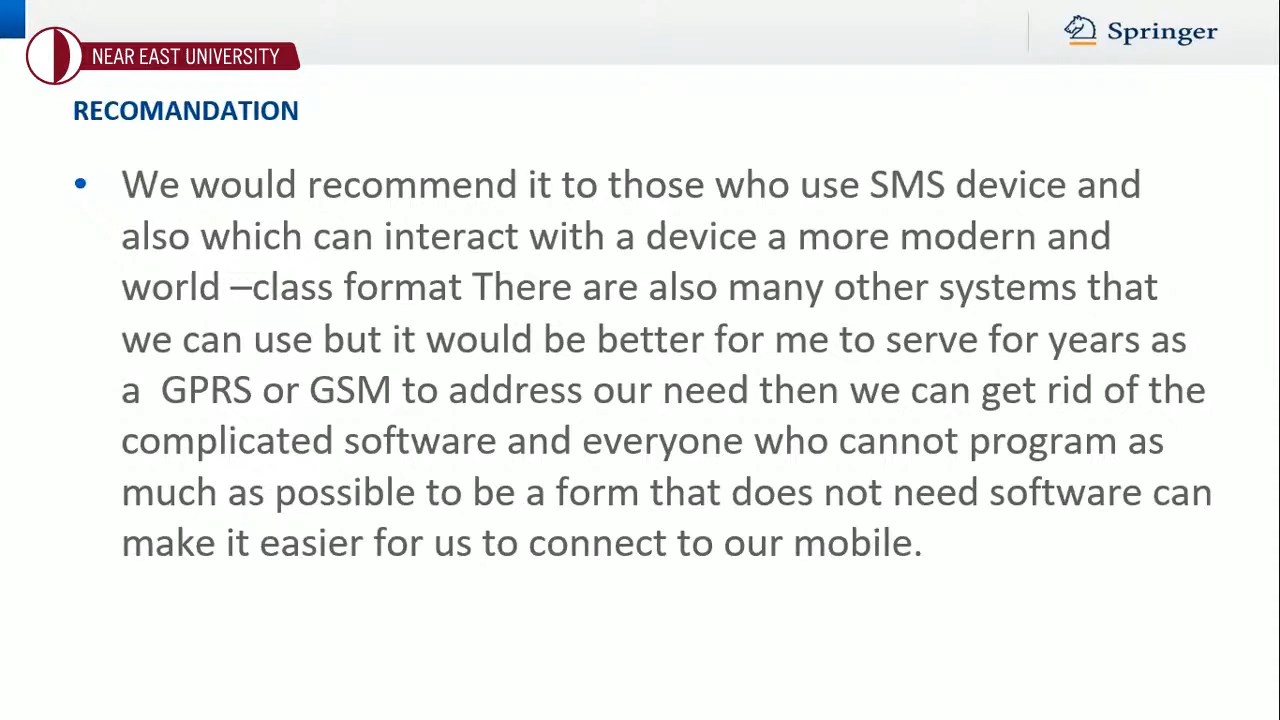 NEAR EAST UNIVERSITY
Springer
RECOMANDATION
• We would recommend it to those who use SMS device and
also which can interact with a device a more modern and
world –class format There are also many other systems that
we can use but it would be better for me to serve for years as
a  GPRS or GSM to address our need then we can get rid of the
complicated software and everyone who cannot program as
much as possible to be a form that does not need software can
make it easier for us to connect to our mobile.